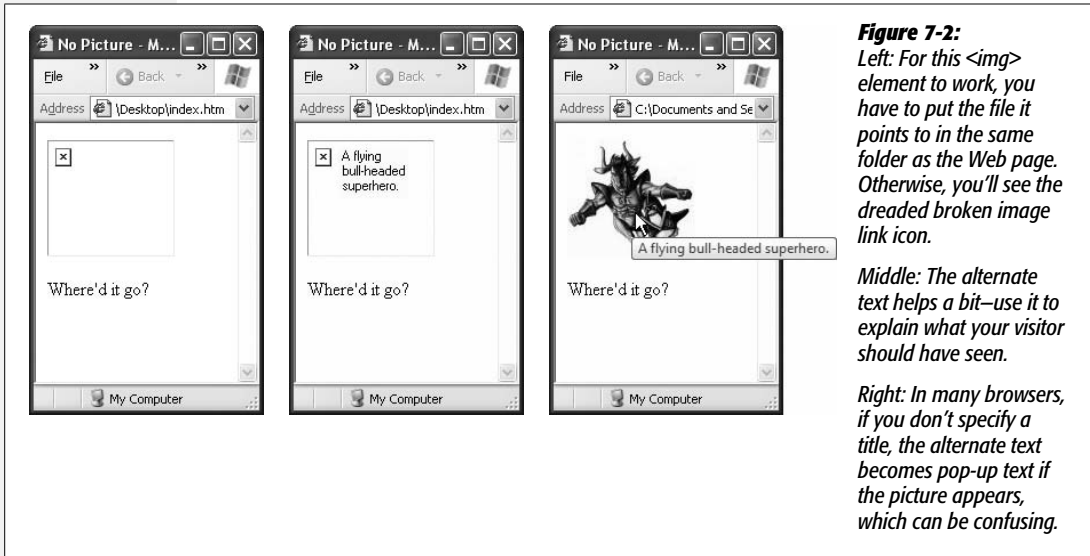 No Picture - M...
File
»
Back
»
Address
\Desktop\index.htm
Where'd it go?
My Computer
No Picture - M...
File
»
Back
»
Address
\Desktop\index.htm
A flying
bull-headed
superhero.
Where'd it go?
My Computer
No Picture - M...
File
»
Back
»
Address
C:\Documents and Se
A flying bull-headed superhero.
Where'd it go?
My Computer
Figure 7-2:
Left: For this <img>
element to work, you
have to put the file it
points to in the same
folder as the Web page.
Otherwise, you'll see the
dreaded broken image
link icon.
Middle: The alternate
text helps a bit—use it to
explain what your visitor
should have seen.
Right: In many browsers,
if you don't specify a
title, the alternate text
becomes pop-up text if
the picture appears,
which can be confusing.